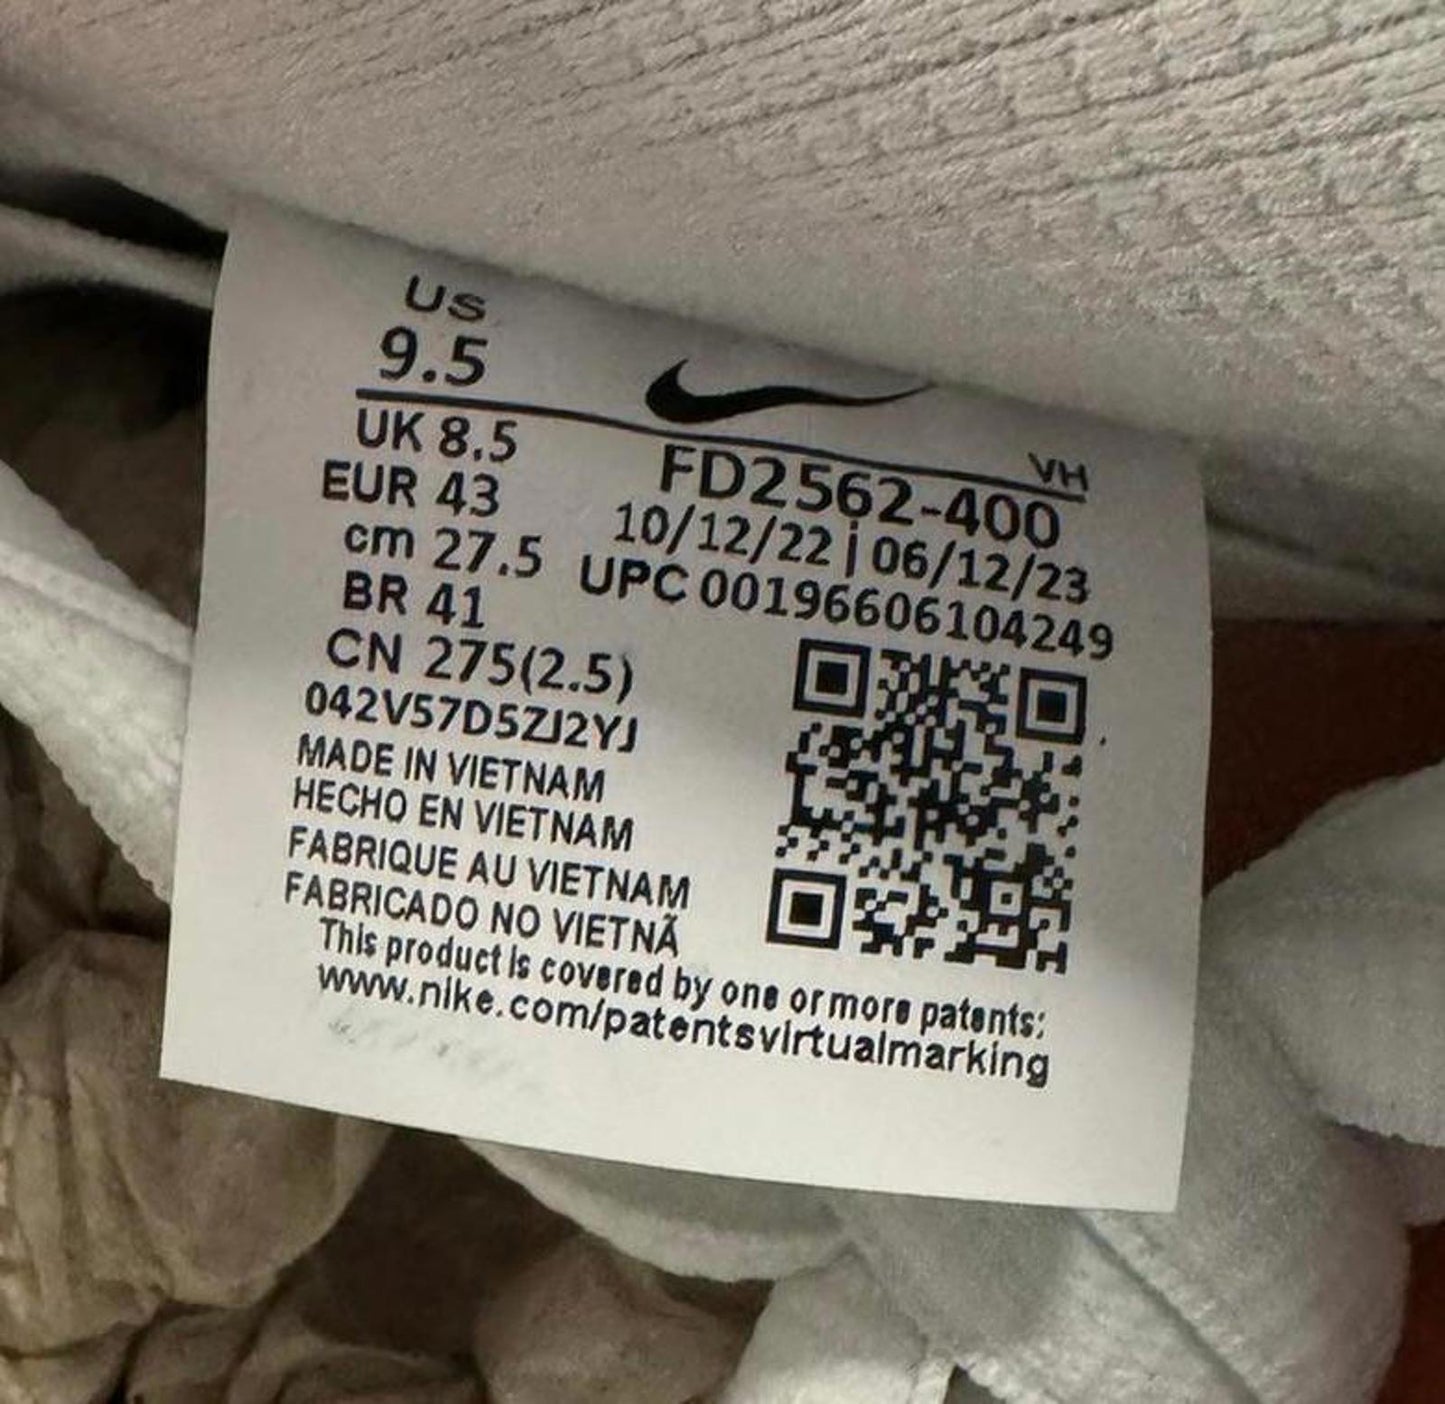 US
9.5
UK 8.5
EUR 43
cm 27.5
BR 41
CN 275(2.5)
042V57D5ZJ2YJ
VH
FD2562-400
10/12/22 | 06/12/23
UPC 00196606104249
MADE IN VIETNAM
HECHO EN VIETNAM
FABRIQUE AU VIETNAM
FABRICADO NO VIETNÃ
This product is covered by one or more patents:
www.nike.com/patentsvirtualmarking